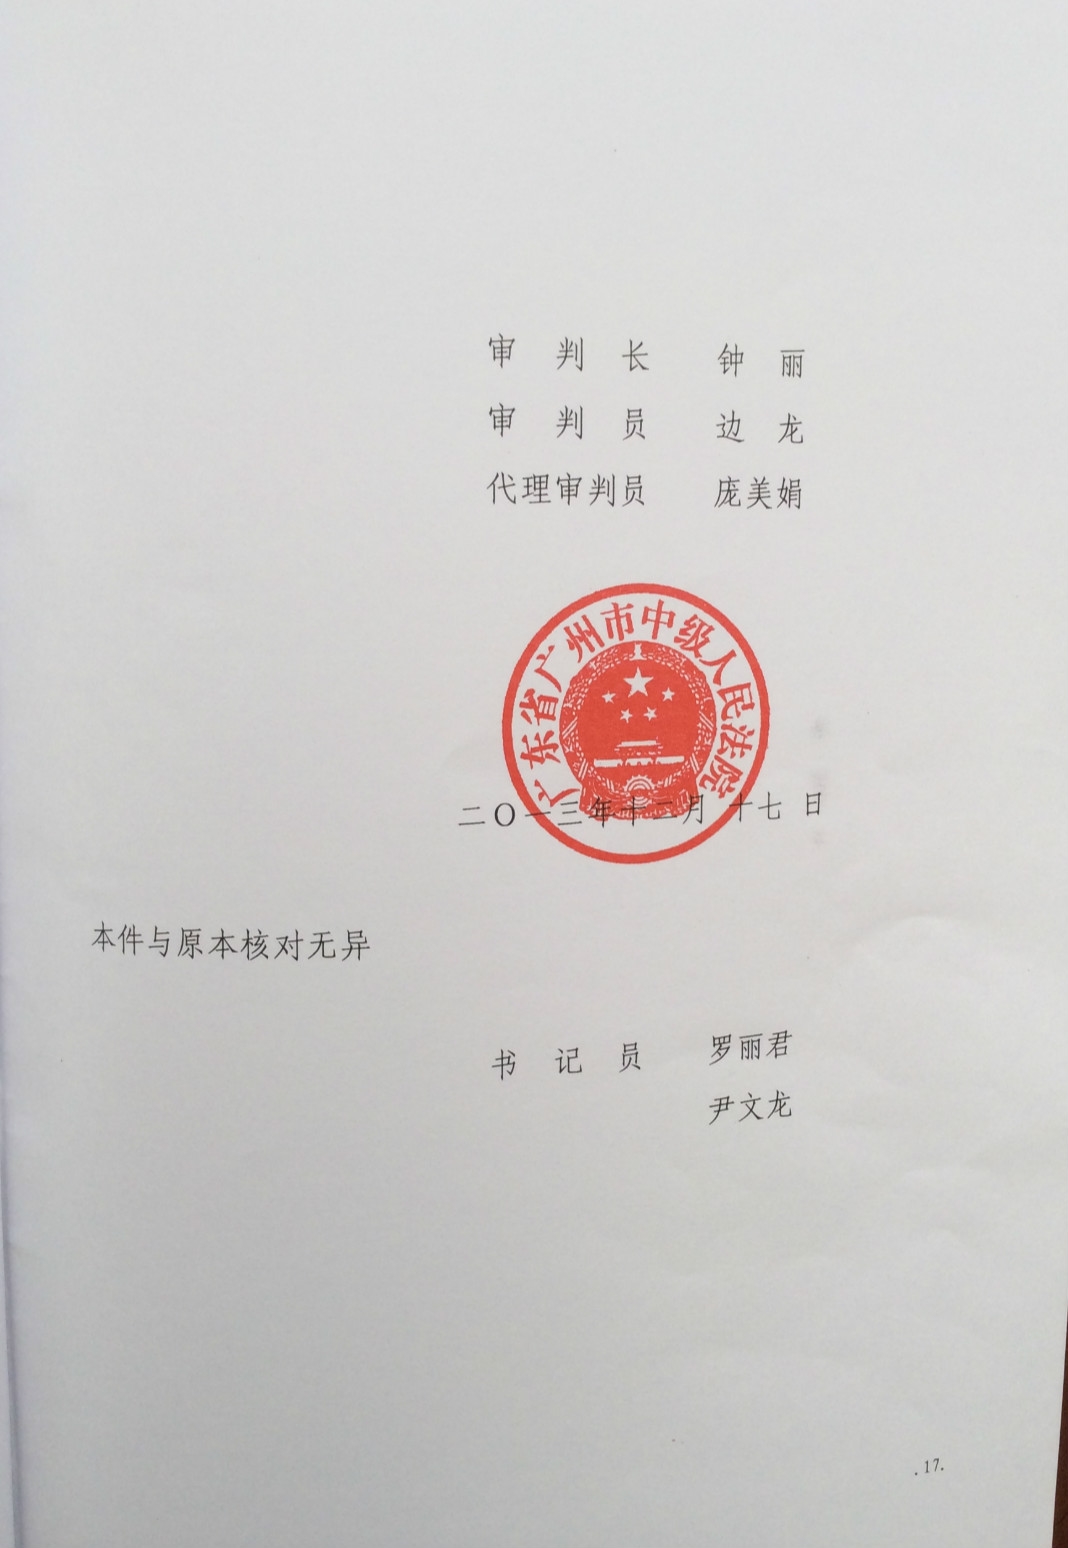 审 判 长 钟 丽
审 判 员 边 龙
代理审判员 庞美娟
广东省广州市中级人民法院
二〇一三年十二月十七日
本件与原本核对无异
书 记 员 罗丽君
尹文龙
.17.